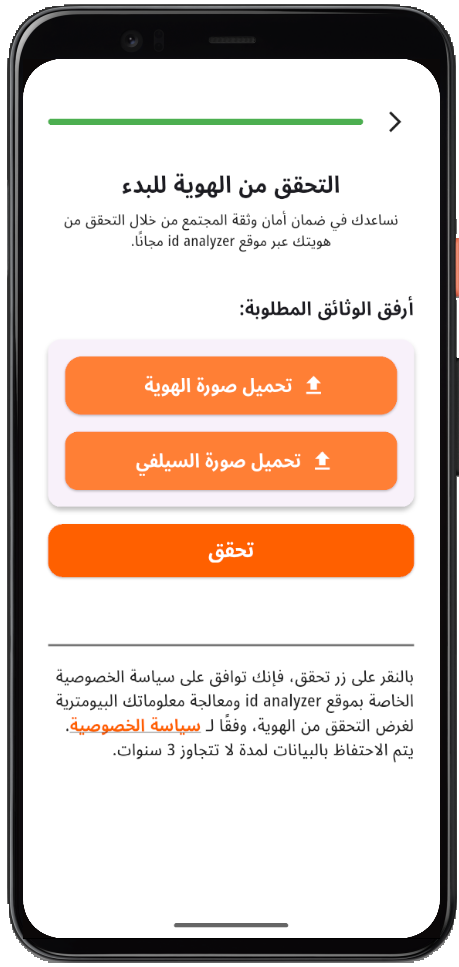 التحقق من الهوية للبدء
نساعدك في ضمان أمان وثقة المجتمع من خلال التحقق من
هويتك عبر موقع id analyzer مجانًا.
أرفق الوثائق المطلوبة:
تحميل صورة الهوية
تحميل صورة السيلفي
تحقق
بالنقر على زر تحقق، فإنك توافق على سياسة الخصوصية
الخاصة بموقع id analyzer ومعالجة معلوماتك البيومترية
لغرض التحقق من الهوية، وفقًا لـ سياسة الخصوصية.
يتم الاحتفاظ بالبيانات لمدة لا تتجاوز 3 سنوات.